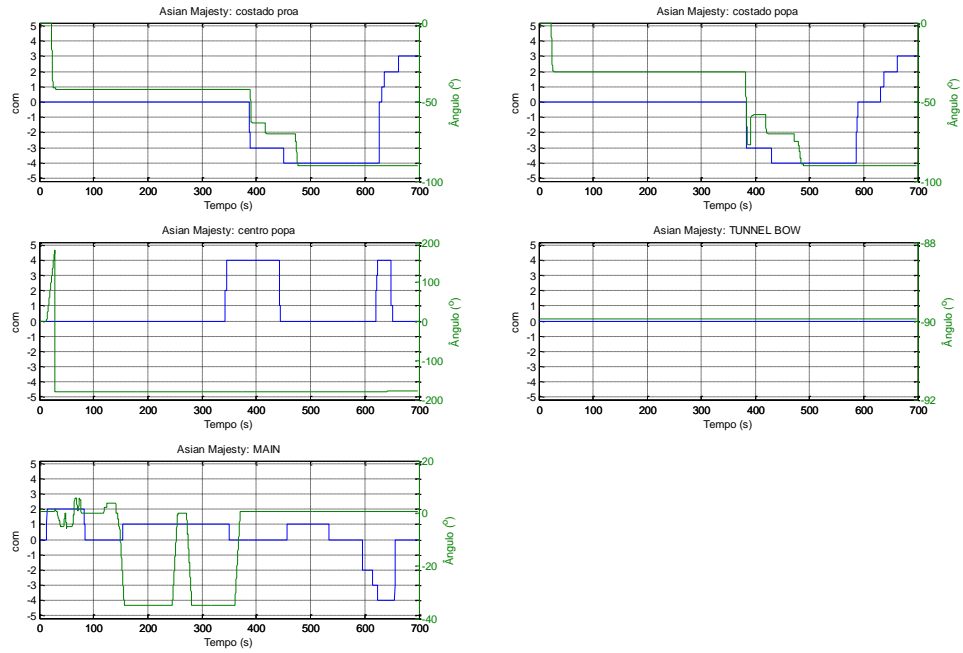 Asian Majesty: costado proa
5
4
3
2
1
0
-1
-2
-3
-4
-5
com
0
-50
-100
Ângulo (º)
0 100 200 300 400 500 600 700
Tempo (s)
Asian Majesty: costado popa
5
4
3
2
1
0
-1
-2
-3
-4
-5
com
0
-50
-100
Ângulo (º)
0 100 200 300 400 500 600 700
Tempo (s)
Asian Majesty: centro popa
5
4
3
2
1
0
-1
-2
-3
-4
-5
com
200
100
0
-100
-200
Ângulo (º)
0 100 200 300 400 500 600 700
Tempo (s)
Asian Majesty: TUNNEL BOW
5
4
3
2
1
0
-1
-2
-3
-4
-5
com
-88
-90
-92
Ângulo (º)
0 100 200 300 400 500 600 700
Tempo (s)
Asian Majesty: MAIN
5
4
3
2
1
0
-1
-2
-3
-4
-5
com
20
0
-20
-40
Ângulo (º)
0 100 200 300 400 500 600 700
Tempo (s)